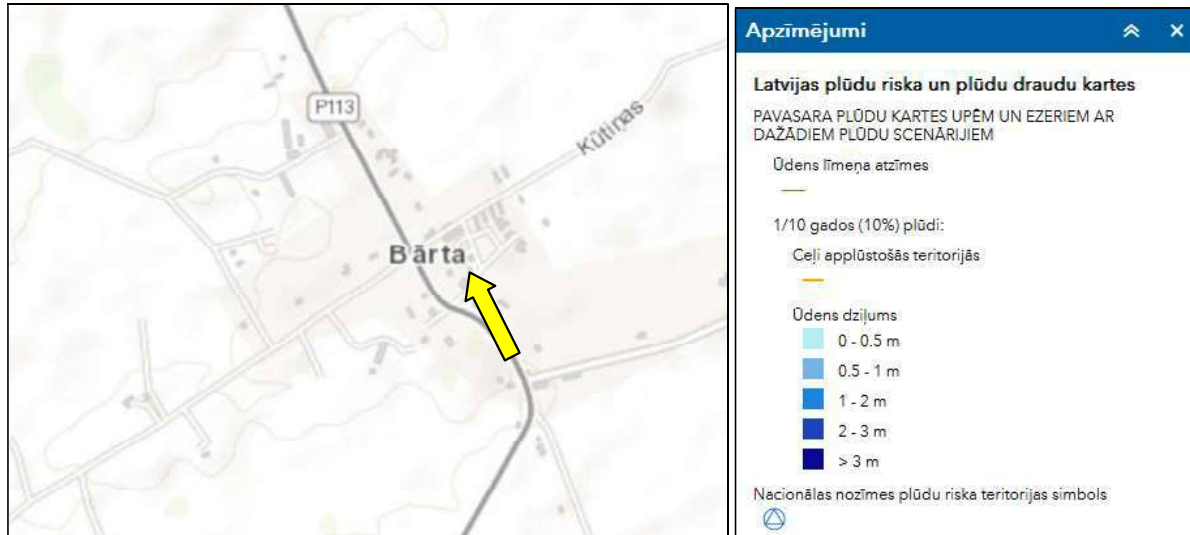 P113
Kūtiņas
Bārta
Apzīmējumi
Latvijas plūdu riska un plūdu draudu kartes
PAVASARA PLŪDU KARTES UPĒM UN EZERIEM AR
DAŽĀDIEM PLŪDU SCENĀRIJIEM
Ūdens līmeņa atzīmes
1/10 gados (10%) plūdi:
Ceļi applūstošās teritorijās
Ūdens dziļums
0 - 0.5 m
0.5 - 1 m
1 - 2 m
2 - 3 m
> 3 m
Nacionālas nozīmes plūdu riska teritorijas simbols